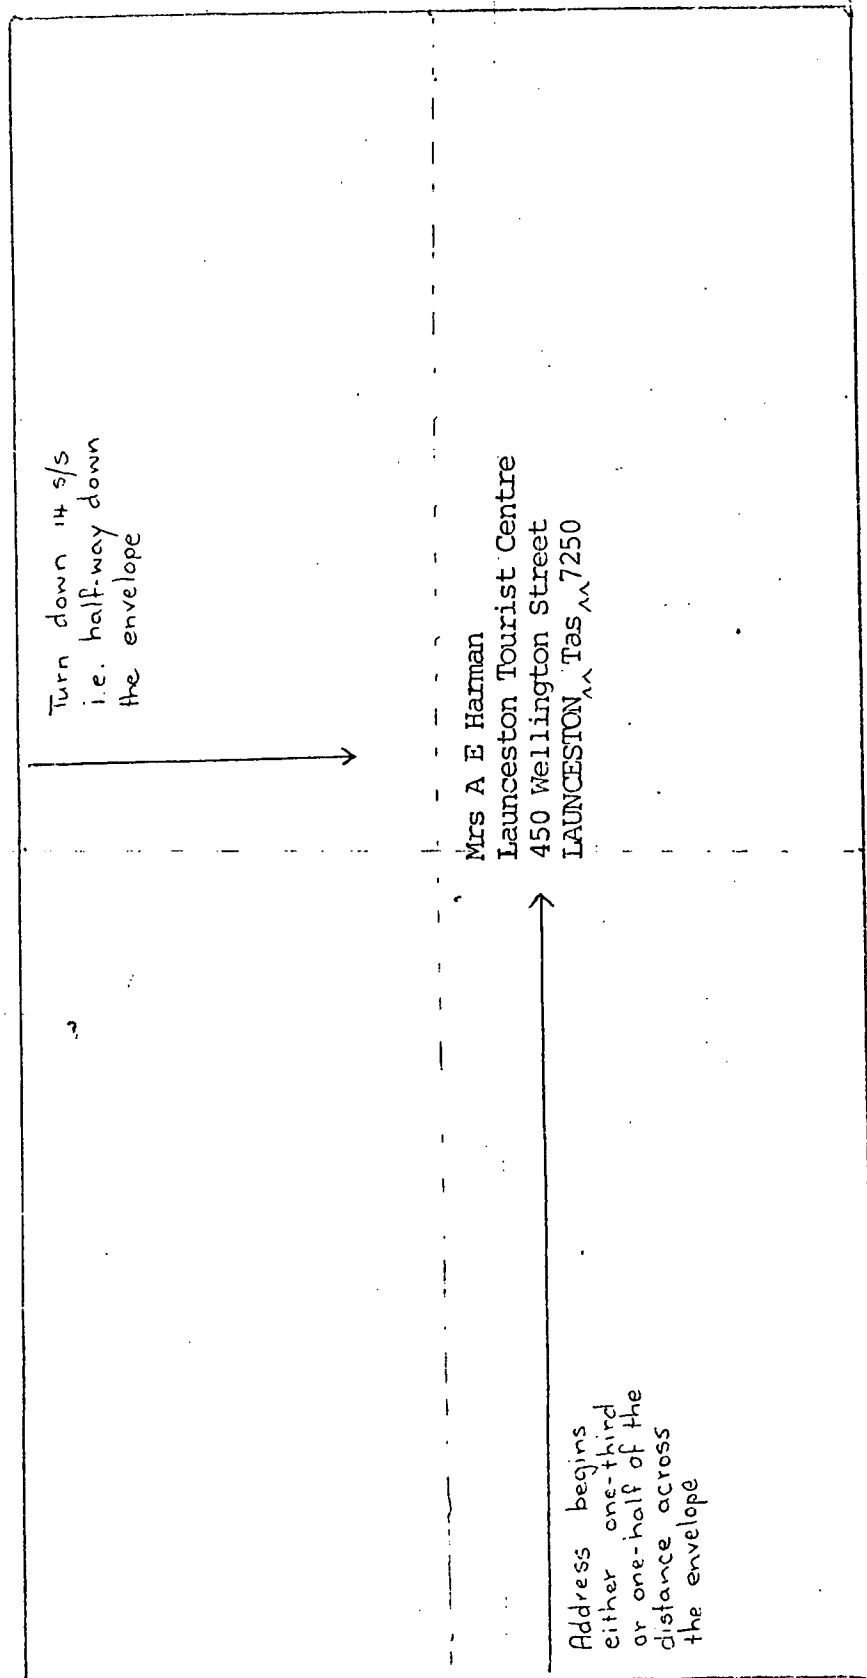 Turn down 14 s/s
i.e. half-way down
the envelope
Mrs A E Harman
Launceston Tourist Centre
450 Wellington Street
LAUNCESTON^^Tas^^7250
Address begins
either one-third
or one-half of the
distance across
the envelope